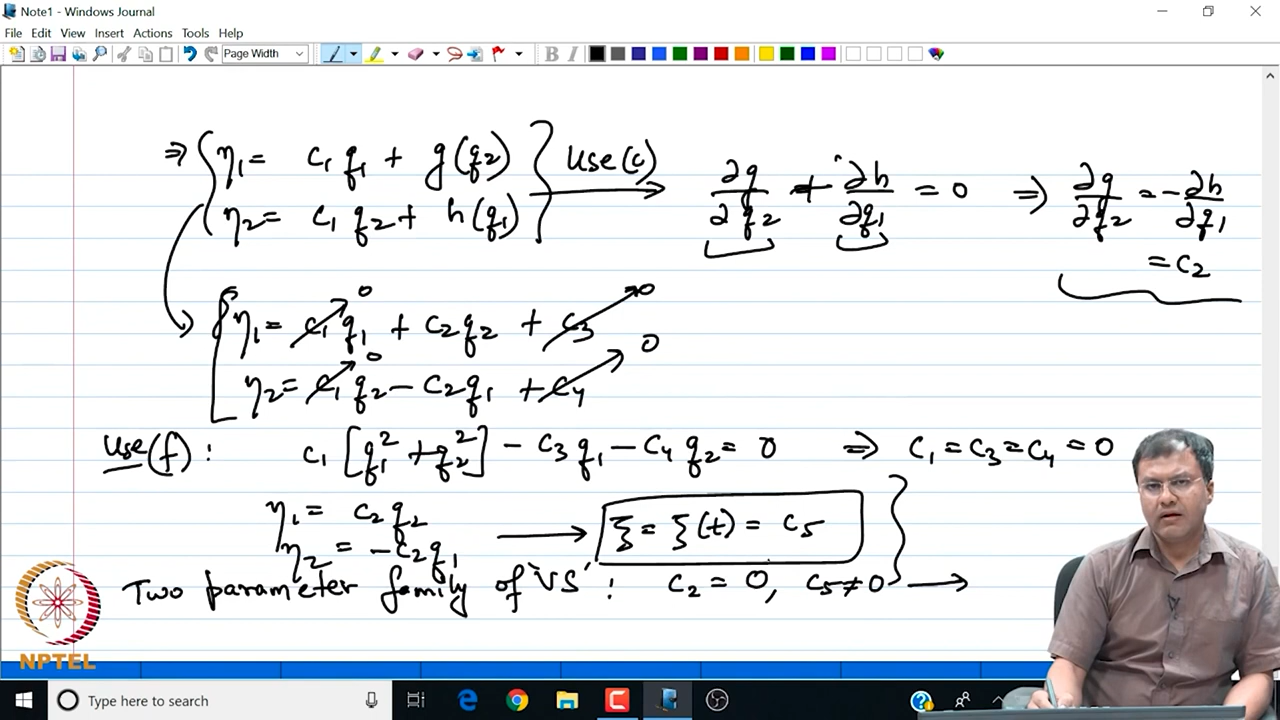 Note1 - Windows Journal
File Edit View Insert Actions Tools Help
Page Width
B I
⇒ { η1 = c1 q1 + g(q2) } Use (c) → ∂g/∂q2 + ∂h/∂q1 = 0 ⇒ ∂g/∂q2 = -∂h/∂q1
η2 = c1 q2 + h(q1)
= c2
η1 = c1 q1 + c2 q2 + c3
0 0
η2 = c1 q2 - c2 q1 + c4
0 0
Use (f) : c1 [q1² + q2²] - c3 q1 - c4 q2 = 0 ⇒ c1 = c3 = c4 = 0
η1 = c2 q2
η2 = -c2 q1 → ξ = ξ(t) = c5
Two parameter family of 'VS' : c2 = 0, c5 ≠ 0 →
NPTEL
Type here to search